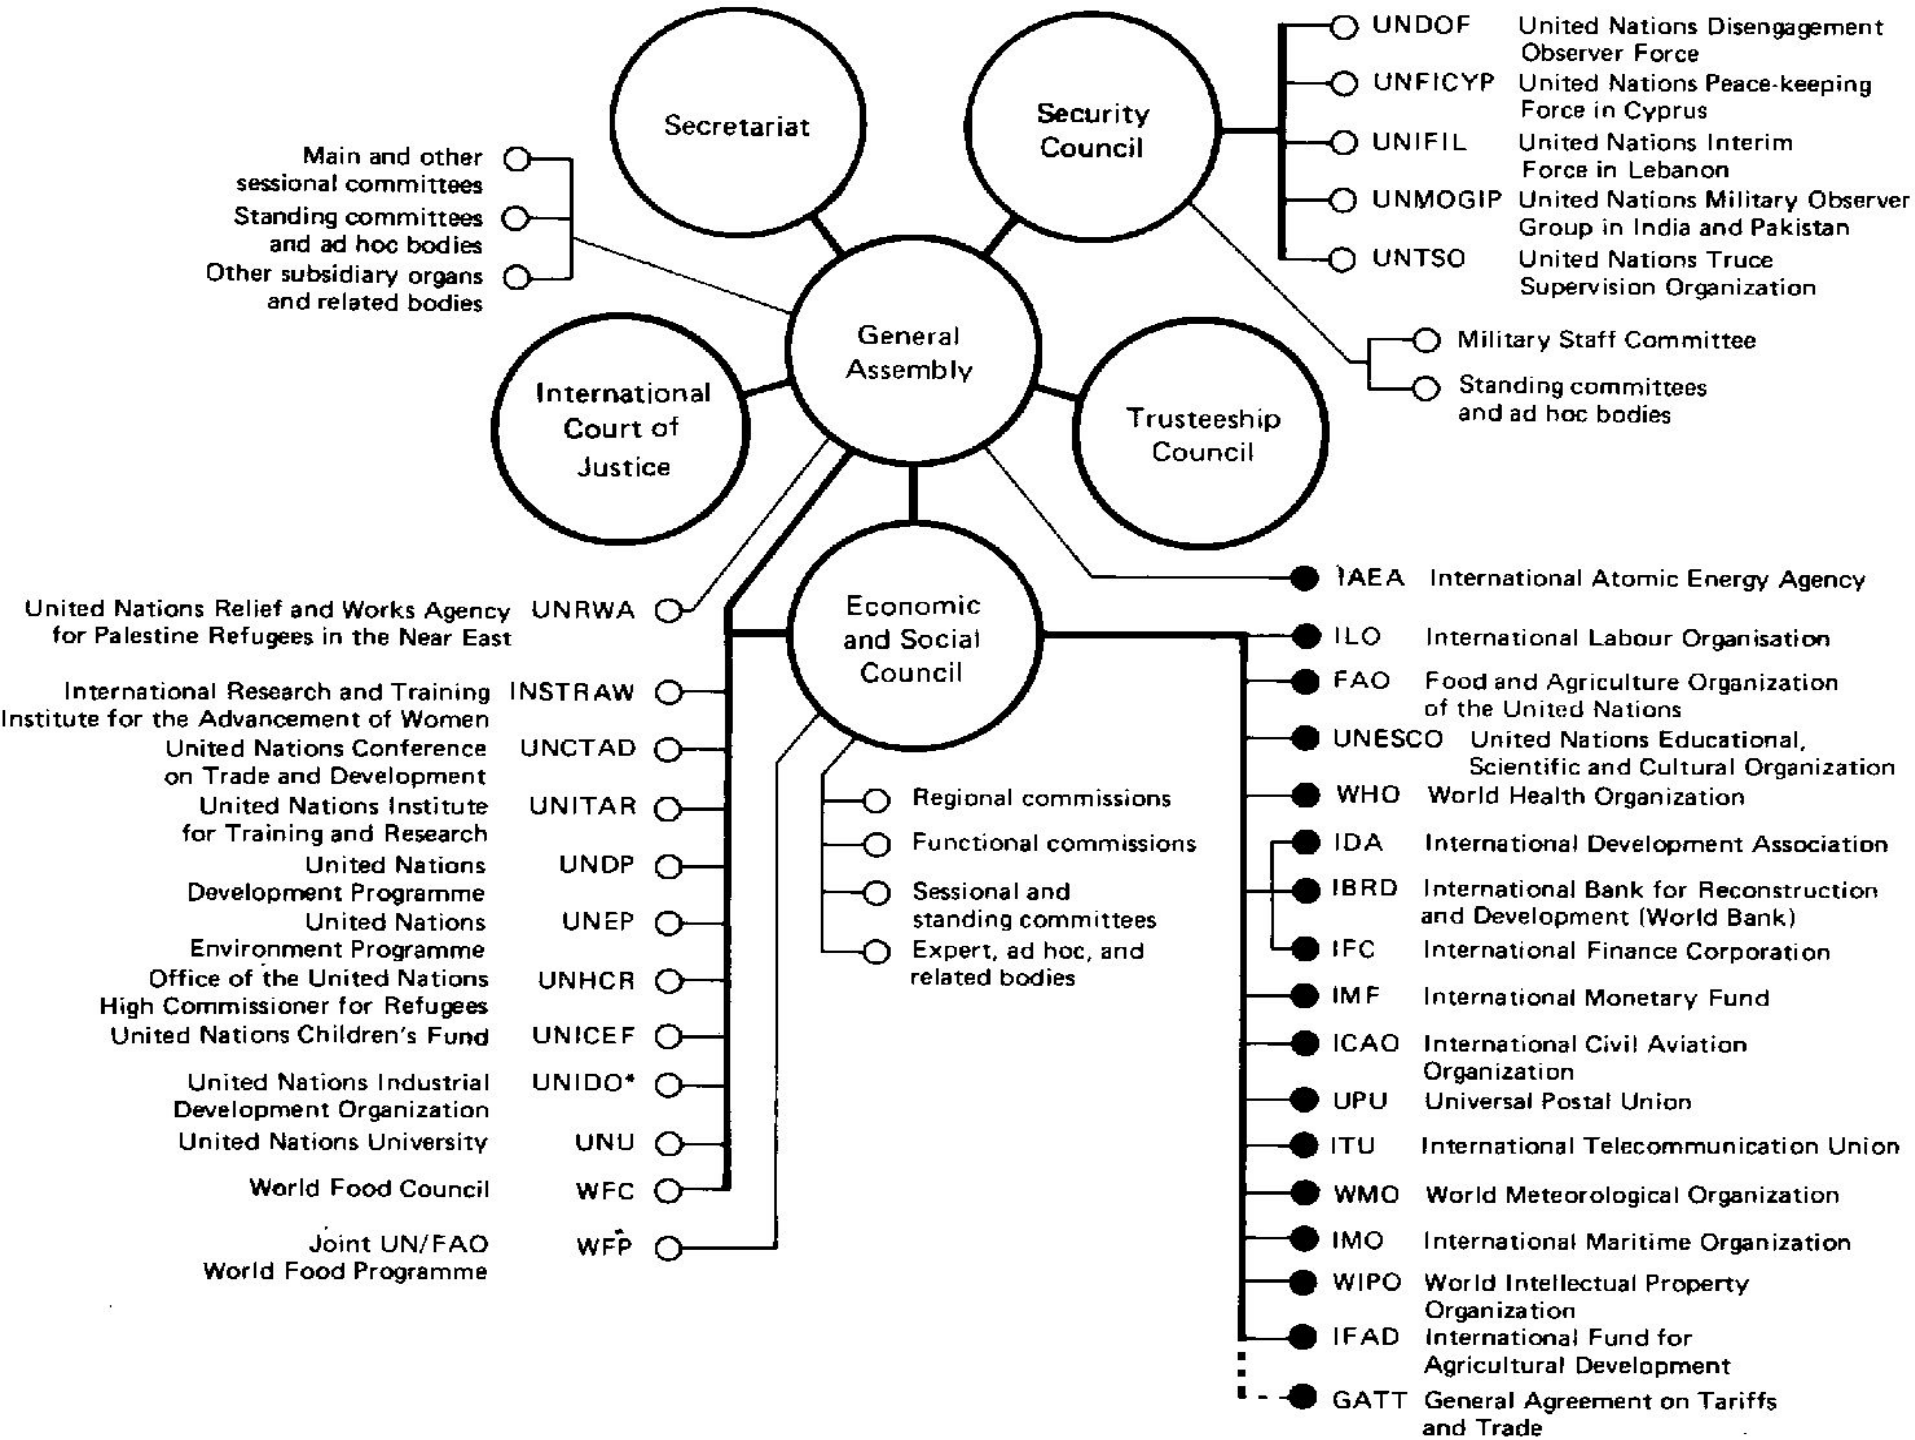 Secretariat
Security
Council
UNDOF United Nations Disengagement
Observer Force
UNFICYP United Nations Peace-keeping
Force in Cyprus
UNIFIL United Nations Interim
Force in Lebanon
UNMOGIP United Nations Military Observer
Group in India and Pakistan
UNTSO United Nations Truce
Supervision Organization
Main and other
sessional committees
Standing committees
and ad hoc bodies
Other subsidiary organs
and related bodies
General
Assembly
Military Staff Committee
Standing committees
and ad hoc bodies
International
Court of
Justice
Trusteeship
Council
Economic
and Social
Council
United Nations Relief and Works Agency UNRWA
for Palestine Refugees in the Near East
International Research and Training INSTRAW
Institute for the Advancement of Women
United Nations Conference UNCTAD
on Trade and Development
United Nations Institute UNITAR
for Training and Research
United Nations UNDP
Development Programme
United Nations UNEP
Environment Programme
Office of the United Nations UNHCR
High Commissioner for Refugees
United Nations Children's Fund UNICEF
United Nations Industrial UNIDO*
Development Organization
United Nations University UNU
World Food Council WFC
Joint UN/FAO WFP
World Food Programme
Regional commissions
Functional commissions
Sessional and
standing committees
Expert, ad hoc, and
related bodies
IAEA International Atomic Energy Agency
ILO International Labour Organisation
FAO Food and Agriculture Organization
of the United Nations
UNESCO United Nations Educational,
Scientific and Cultural Organization
WHO World Health Organization
IDA International Development Association
IBRD International Bank for Reconstruction
and Development (World Bank)
IFC International Finance Corporation
IMF International Monetary Fund
ICAO International Civil Aviation
Organization
UPU Universal Postal Union
ITU International Telecommunication Union
WMO World Meteorological Organization
IMO International Maritime Organization
WIPO World Intellectual Property
Organization
IFAD International Fund for
Agricultural Development
GATT General Agreement on Tariffs
and Trade